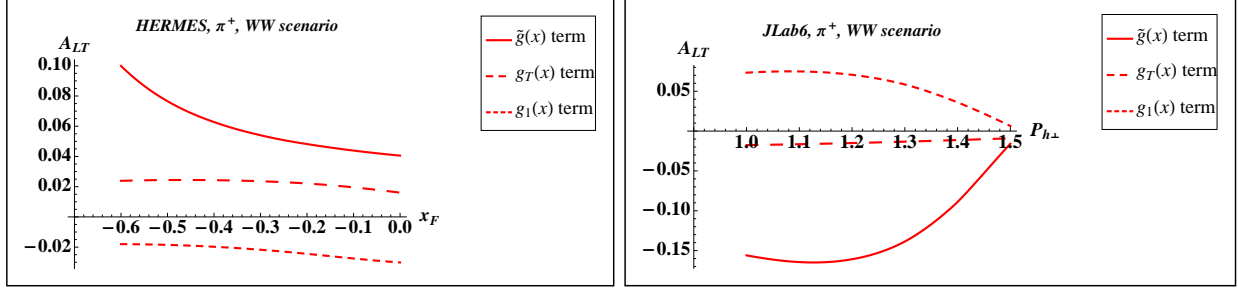 HERMES, π⁺, WW scenario
A_LT
0.10
0.08
0.06
0.04
0.02
−0.02
−0.6 −0.5 −0.4 −0.3 −0.2 −0.1 0.0 x_F
g̃(x) term
g_T(x) term
g₁(x) term
JLab6, π⁺, WW scenario
A_LT
0.05
−0.05
−0.10
−0.15
1.0 1.1 1.2 1.3 1.4 1.5 P_h⊥
g̃(x) term
g_T(x) term
g₁(x) term